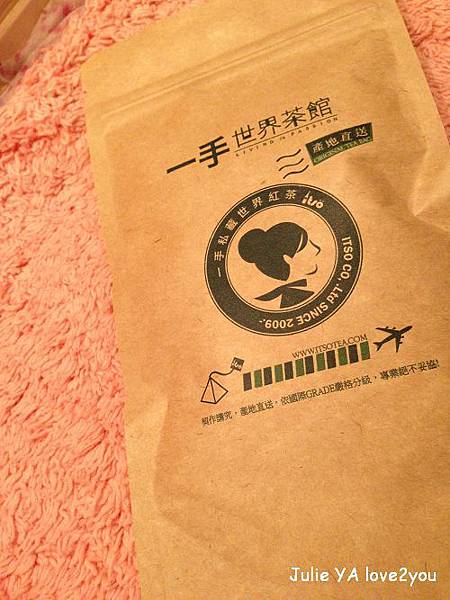 一手世界茶館
LIVING IN PASSION
產地直送
ORIGINAL TEA BAG
一手私藏世界紅茶 itso
ITSO CO., Ltd SINCE 2009.-
WWW.ITSOTEA.COM
製作講究，產地直送，依國際GRADE嚴格分級，專業絕不妥協!
Julie YA love2you